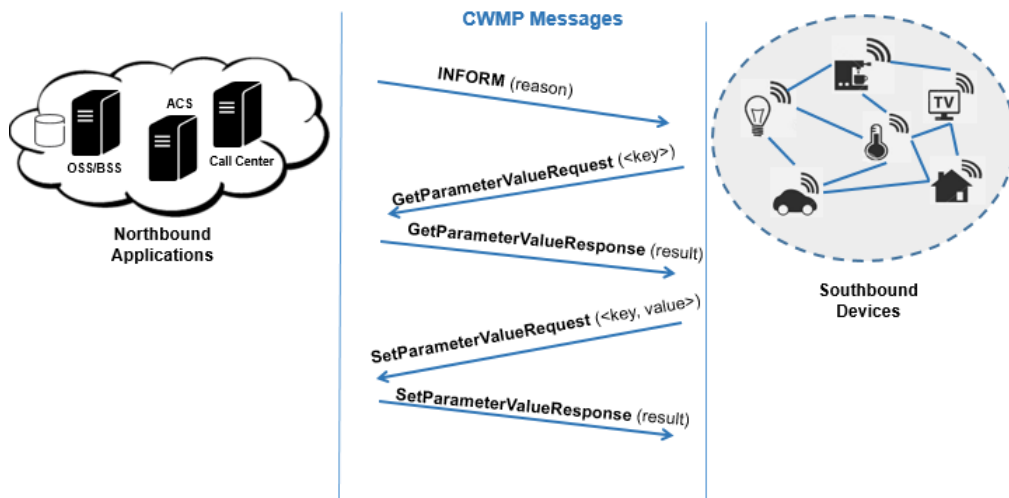 CWMP Messages
INFORM (reason)
ACS
OSS/BSS
Call Center
TV
GetParameterValueRequest (<key>)
Northbound
Applications
GetParameterValueResponse (result)
Southbound
Devices
SetParameterValueRequest (<key, value>)
SetParameterValueResponse (result)